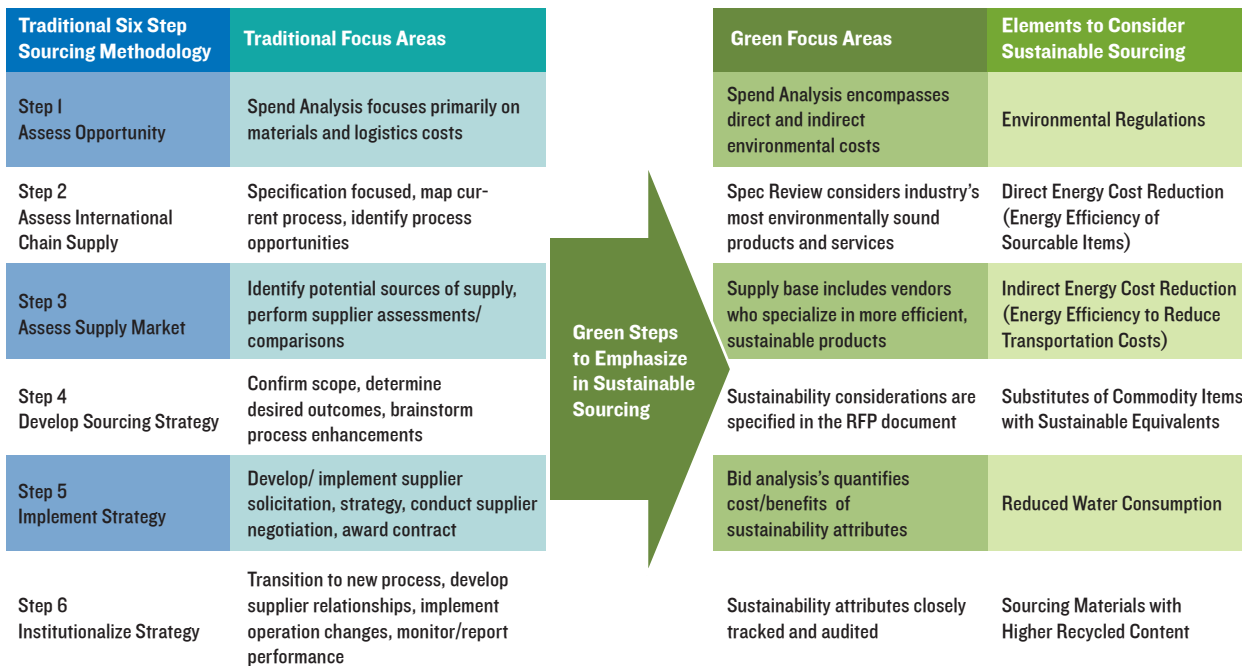 Traditional Six Step
Sourcing Methodology
Traditional Focus Areas
Green Focus Areas
Elements to Consider
Sustainable Sourcing
Step 1
Assess Opportunity
Spend Analysis focuses primarily on
materials and logistics costs
Spend Analysis encompasses
direct and indirect
environmental costs
Environmental Regulations
Step 2
Assess International
Chain Supply
Specification focused, map cur-
rent process, identify process
opportunities
Spec Review considers industry's
most environmentally sound
products and services
Direct Energy Cost Reduction
(Energy Efficiency of
Sourcable Items)
Step 3
Assess Supply Market
Identify potential sources of supply,
perform supplier assessments/
comparisons
Green Steps
to Emphasize
in Sustainable
Sourcing
Supply base includes vendors
who specialize in more efficient,
sustainable products
Indirect Energy Cost Reduction
(Energy Efficiency to Reduce
Transportation Costs)
Step 4
Develop Sourcing Strategy
Confirm scope, determine
desired outcomes, brainstorm
process enhancements
Sustainability considerations are
specified in the RFP document
Substitutes of Commodity Items
with Sustainable Equivalents
Step 5
Implement Strategy
Develop/ implement supplier
solicitation, strategy, conduct supplier
negotiation, award contract
Bid analysis's quantifies
cost/benefits of
sustainability attributes
Reduced Water Consumption
Step 6
Institutionalize Strategy
Transition to new process, develop
supplier relationships, implement
operation changes, monitor/report
performance
Sustainability attributes closely
tracked and audited
Sourcing Materials with
Higher Recycled Content